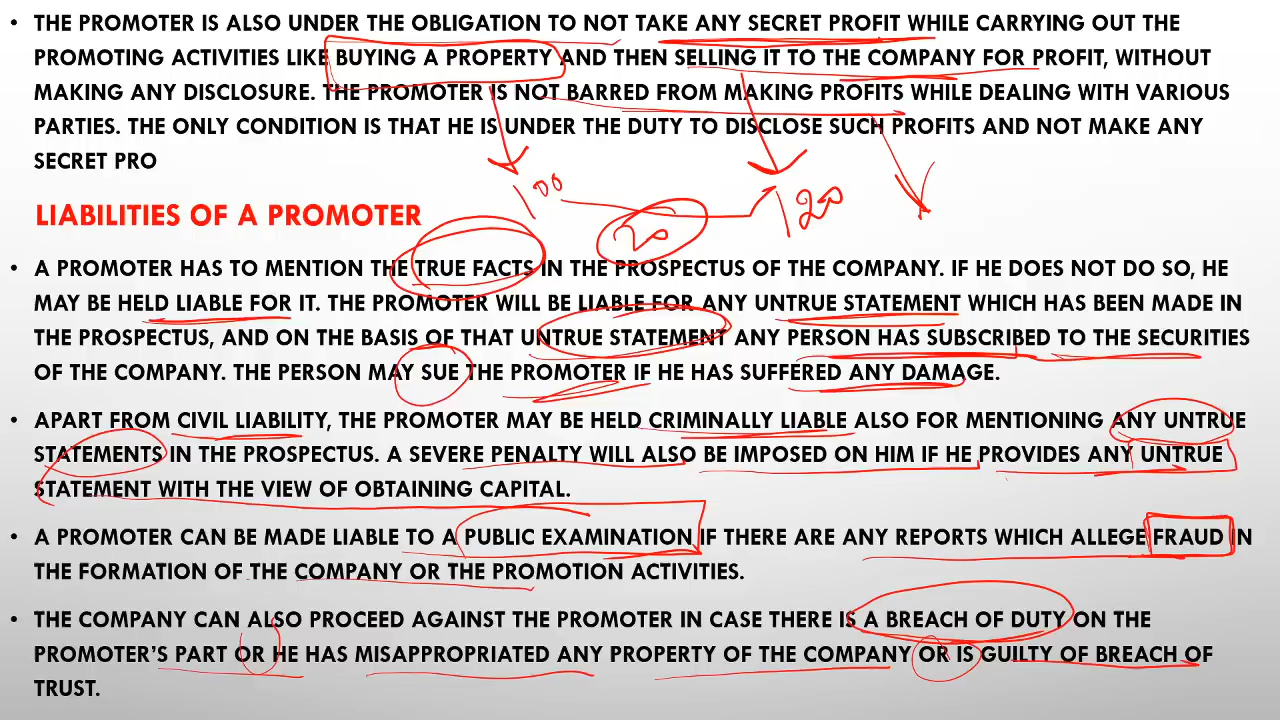 • THE PROMOTER IS ALSO UNDER THE OBLIGATION TO NOT TAKE ANY SECRET PROFIT WHILE CARRYING OUT THE
PROMOTING ACTIVITIES LIKE BUYING A PROPERTY AND THEN SELLING IT TO THE COMPANY FOR PROFIT, WITHOUT
MAKING ANY DISCLOSURE. THE PROMOTER IS NOT BARRED FROM MAKING PROFITS WHILE DEALING WITH VARIOUS
PARTIES. THE ONLY CONDITION IS THAT HE IS UNDER THE DUTY TO DISCLOSE SUCH PROFITS AND NOT MAKE ANY
SECRET PRO
100 20 120
LIABILITIES OF A PROMOTER
• A PROMOTER HAS TO MENTION THE TRUE FACTS IN THE PROSPECTUS OF THE COMPANY. IF HE DOES NOT DO SO, HE
MAY BE HELD LIABLE FOR IT. THE PROMOTER WILL BE LIABLE FOR ANY UNTRUE STATEMENT WHICH HAS BEEN MADE IN
THE PROSPECTUS, AND ON THE BASIS OF THAT UNTRUE STATEMENT ANY PERSON HAS SUBSCRIBED TO THE SECURITIES
OF THE COMPANY. THE PERSON MAY SUE THE PROMOTER IF HE HAS SUFFERED ANY DAMAGE.
• APART FROM CIVIL LIABILITY, THE PROMOTER MAY BE HELD CRIMINALLY LIABLE ALSO FOR MENTIONING ANY UNTRUE
STATEMENTS IN THE PROSPECTUS. A SEVERE PENALTY WILL ALSO BE IMPOSED ON HIM IF HE PROVIDES ANY UNTRUE
STATEMENT WITH THE VIEW OF OBTAINING CAPITAL.
• A PROMOTER CAN BE MADE LIABLE TO A PUBLIC EXAMINATION IF THERE ARE ANY REPORTS WHICH ALLEGE FRAUD IN
THE FORMATION OF THE COMPANY OR THE PROMOTION ACTIVITIES.
• THE COMPANY CAN ALSO PROCEED AGAINST THE PROMOTER IN CASE THERE IS A BREACH OF DUTY ON THE
PROMOTER'S PART OR HE HAS MISAPPROPRIATED ANY PROPERTY OF THE COMPANY OR IS GUILTY OF BREACH OF
TRUST.